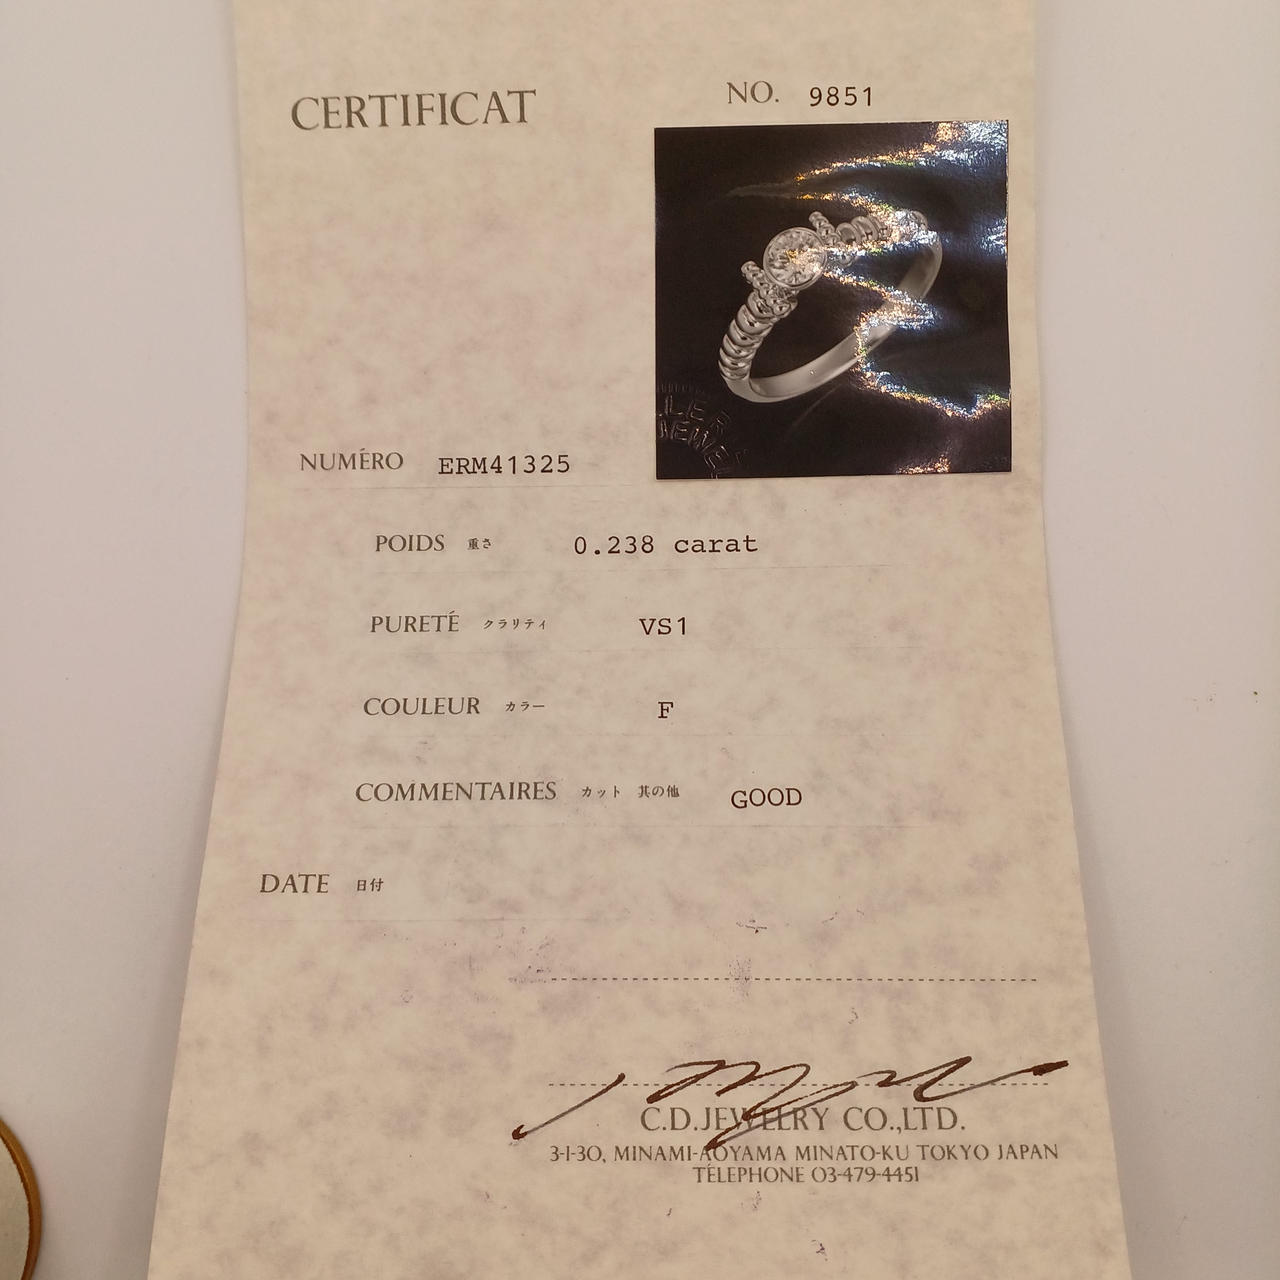 CERTIFICAT
NO. 9851
NUMÉRO ERM41325
POIDS 重さ 0.238 carat
PURETÉ クラリティ VS1
COULEUR カラー F
COMMENTAIRES カット 其の他 GOOD
DATE 日付
C.D.JEWELRY CO.,LTD.
3-1-30, MINAMI-AOYAMA MINATO-KU TOKYO JAPAN
TÉLEPHONE 03-479-4451